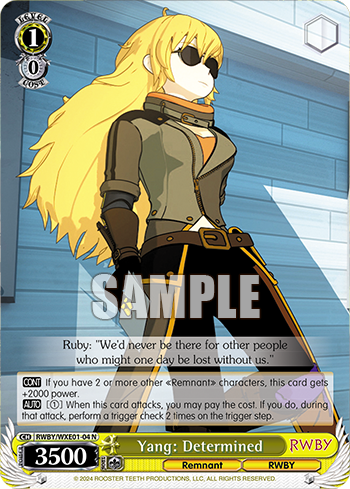 LEVEL
1
0
COST
SAMPLE
Ruby: "We'd never be there for other people
who might one day be lost without us."
CONT If you have 2 or more other «Remnant» characters, this card gets
+2000 power.
AUTO [①] When this card attacks, you may pay the cost. If you do, during
that attack, perform a trigger check 2 times on the trigger step.
RWBY/WXE01-04 N
Yang: Determined
RWBY
3500
Remnant
RWBY
© 2024 ROOSTER TEETH PRODUCTIONS, LLC, ALL RIGHTS RESERVED